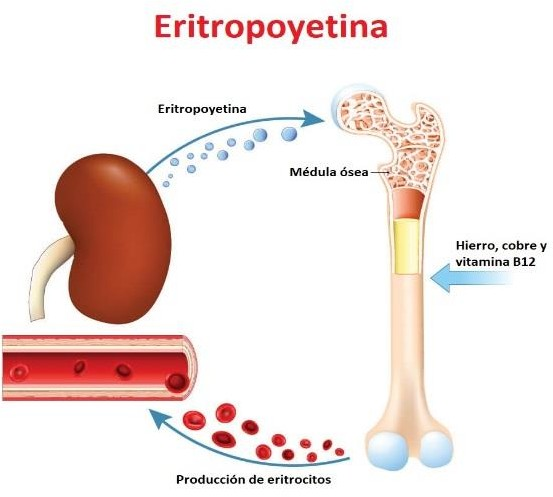 Eritropoyetina
Eritropoyetina
Médula ósea
Hierro, cobre y
vitamina B12
Producción de eritrocitos